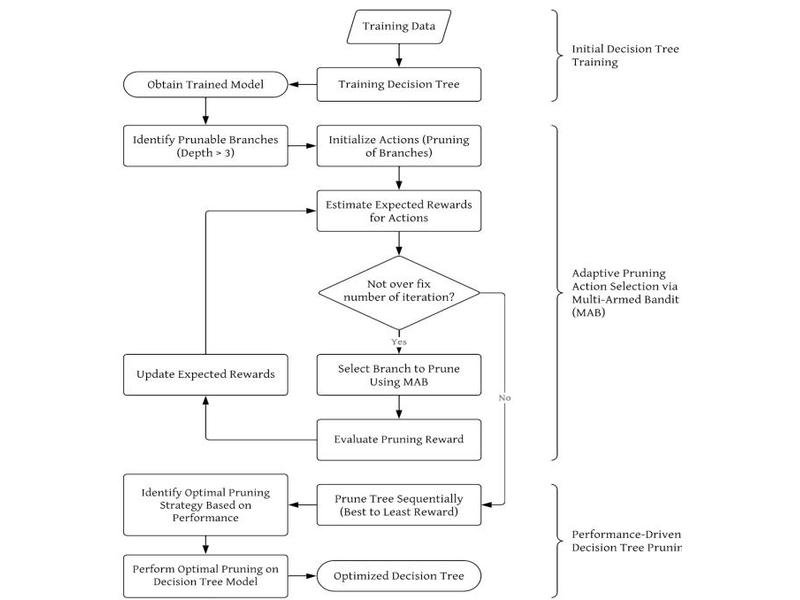 Training Data
Initial Decision Tree
Training
Obtain Trained Model
Training Decision Tree
Identify Prunable Branches
(Depth > 3)
Initialize Actions (Pruning
of Branches)
Estimate Expected Rewards
for Actions
Not over fix
number of iteration?
Adaptive Pruning
Action Selection via
Multi-Armed Bandit
(MAB)
Yes
Update Expected Rewards
Select Branch to Prune
Using MAB
No
Evaluate Pruning Reward
Identify Optimal Pruning
Strategy Based on
Performance
Prune Tree Sequentially
(Best to Least Reward)
Performance-Driven
Decision Tree Prunin
Perform Optimal Pruning on
Decision Tree Model
Optimized Decision Tree